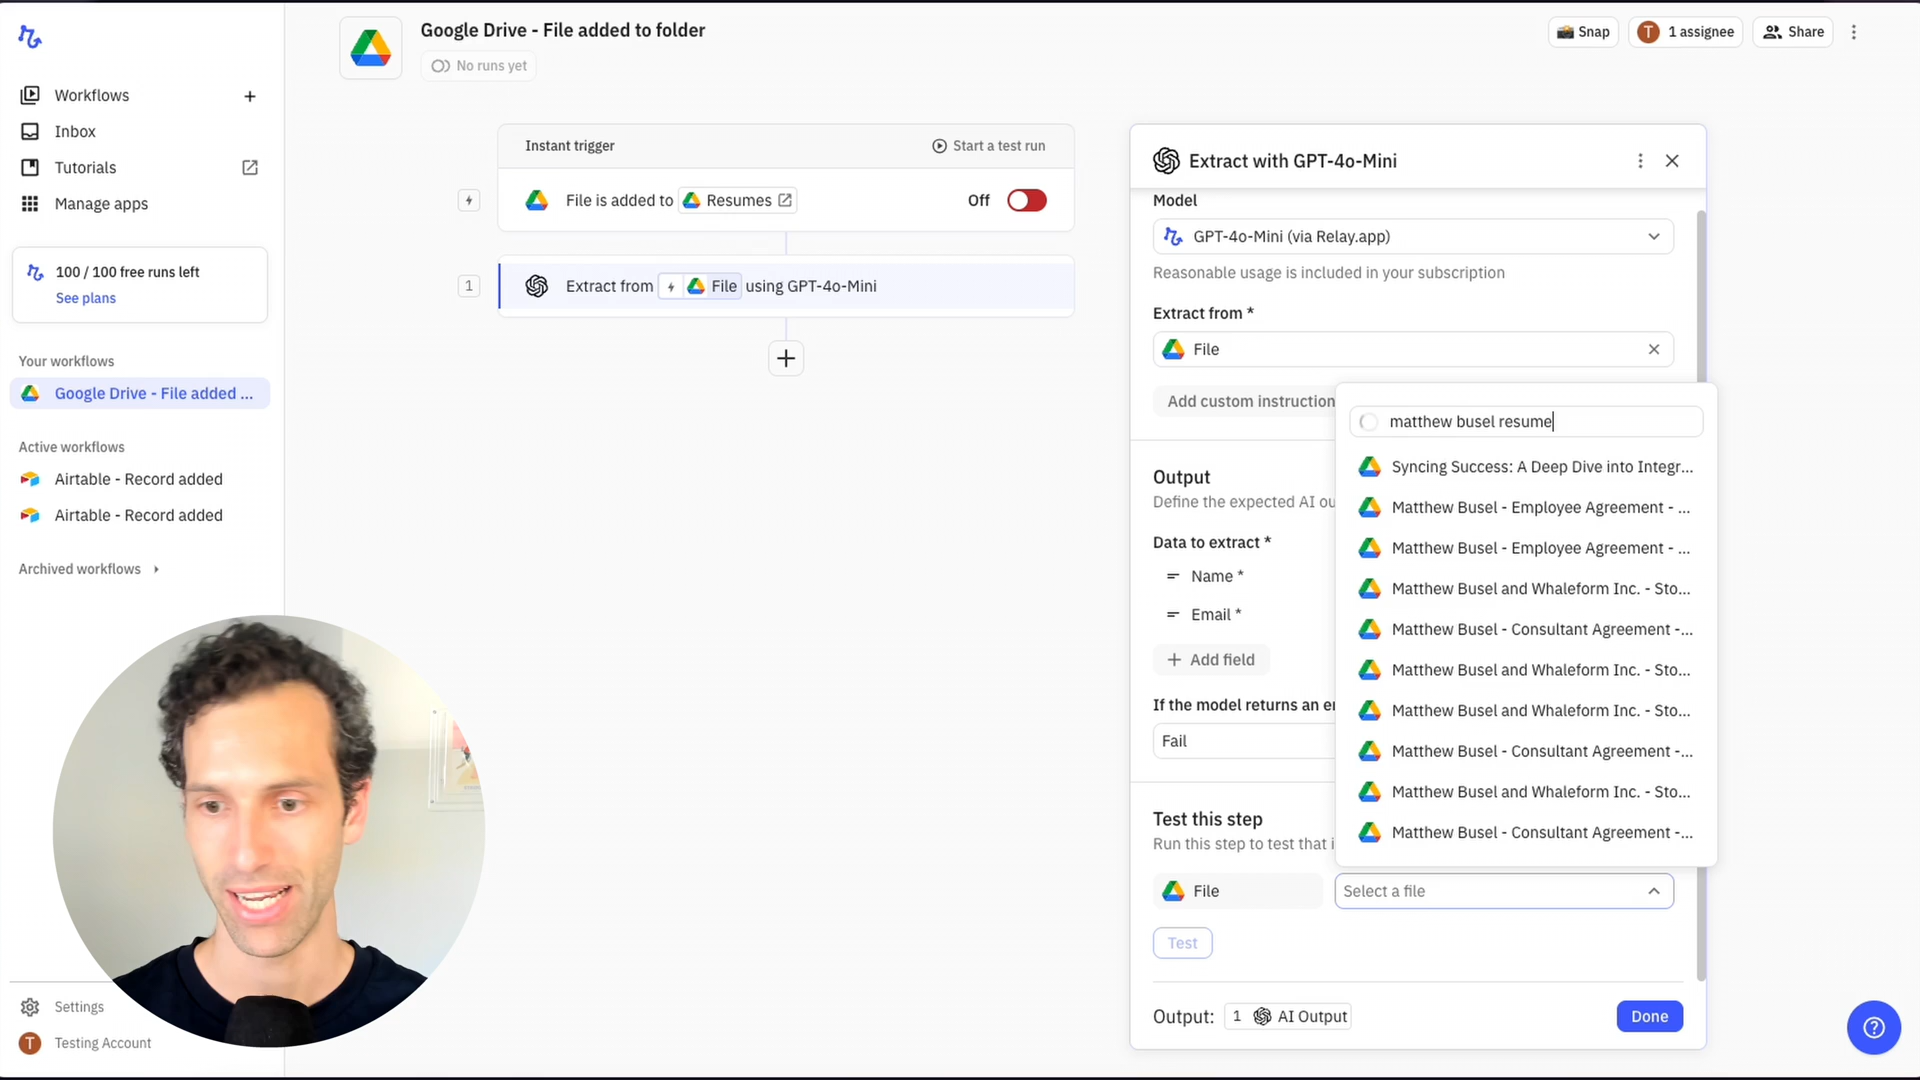 Google Drive - File added to folder
No runs yet
Snap
T
1 assignee
Share
Workflows
Inbox
Tutorials
Manage apps
100 / 100 free runs left
See plans
Your workflows
Google Drive - File added ...
Active workflows
Airtable - Record added
Airtable - Record added
Archived workflows
Settings
T
Testing Account
Instant trigger
Start a test run
File is added to
Resumes
Off
1
Extract from
File
using GPT-4o-Mini
Extract with GPT-4o-Mini
Model
GPT-4o-Mini (via Relay.app)
Reasonable usage is included in your subscription
Extract from *
File
Add custom instruction
matthew busel resume
Syncing Success: A Deep Dive into Integr...
Matthew Busel - Employee Agreement - ...
Matthew Busel - Employee Agreement - ...
Matthew Busel and Whaleform Inc. - Sto...
Matthew Busel - Consultant Agreement -...
Matthew Busel and Whaleform Inc. - Sto...
Matthew Busel and Whaleform Inc. - Sto...
Matthew Busel - Consultant Agreement -...
Matthew Busel and Whaleform Inc. - Sto...
Matthew Busel - Consultant Agreement -...
Output
Define the expected AI ou
Data to extract *
Name *
Email *
Add field
If the model returns an er
Fail
Test this step
Run this step to test that i
File
Select a file
Test
Output:
1
AI Output
Done